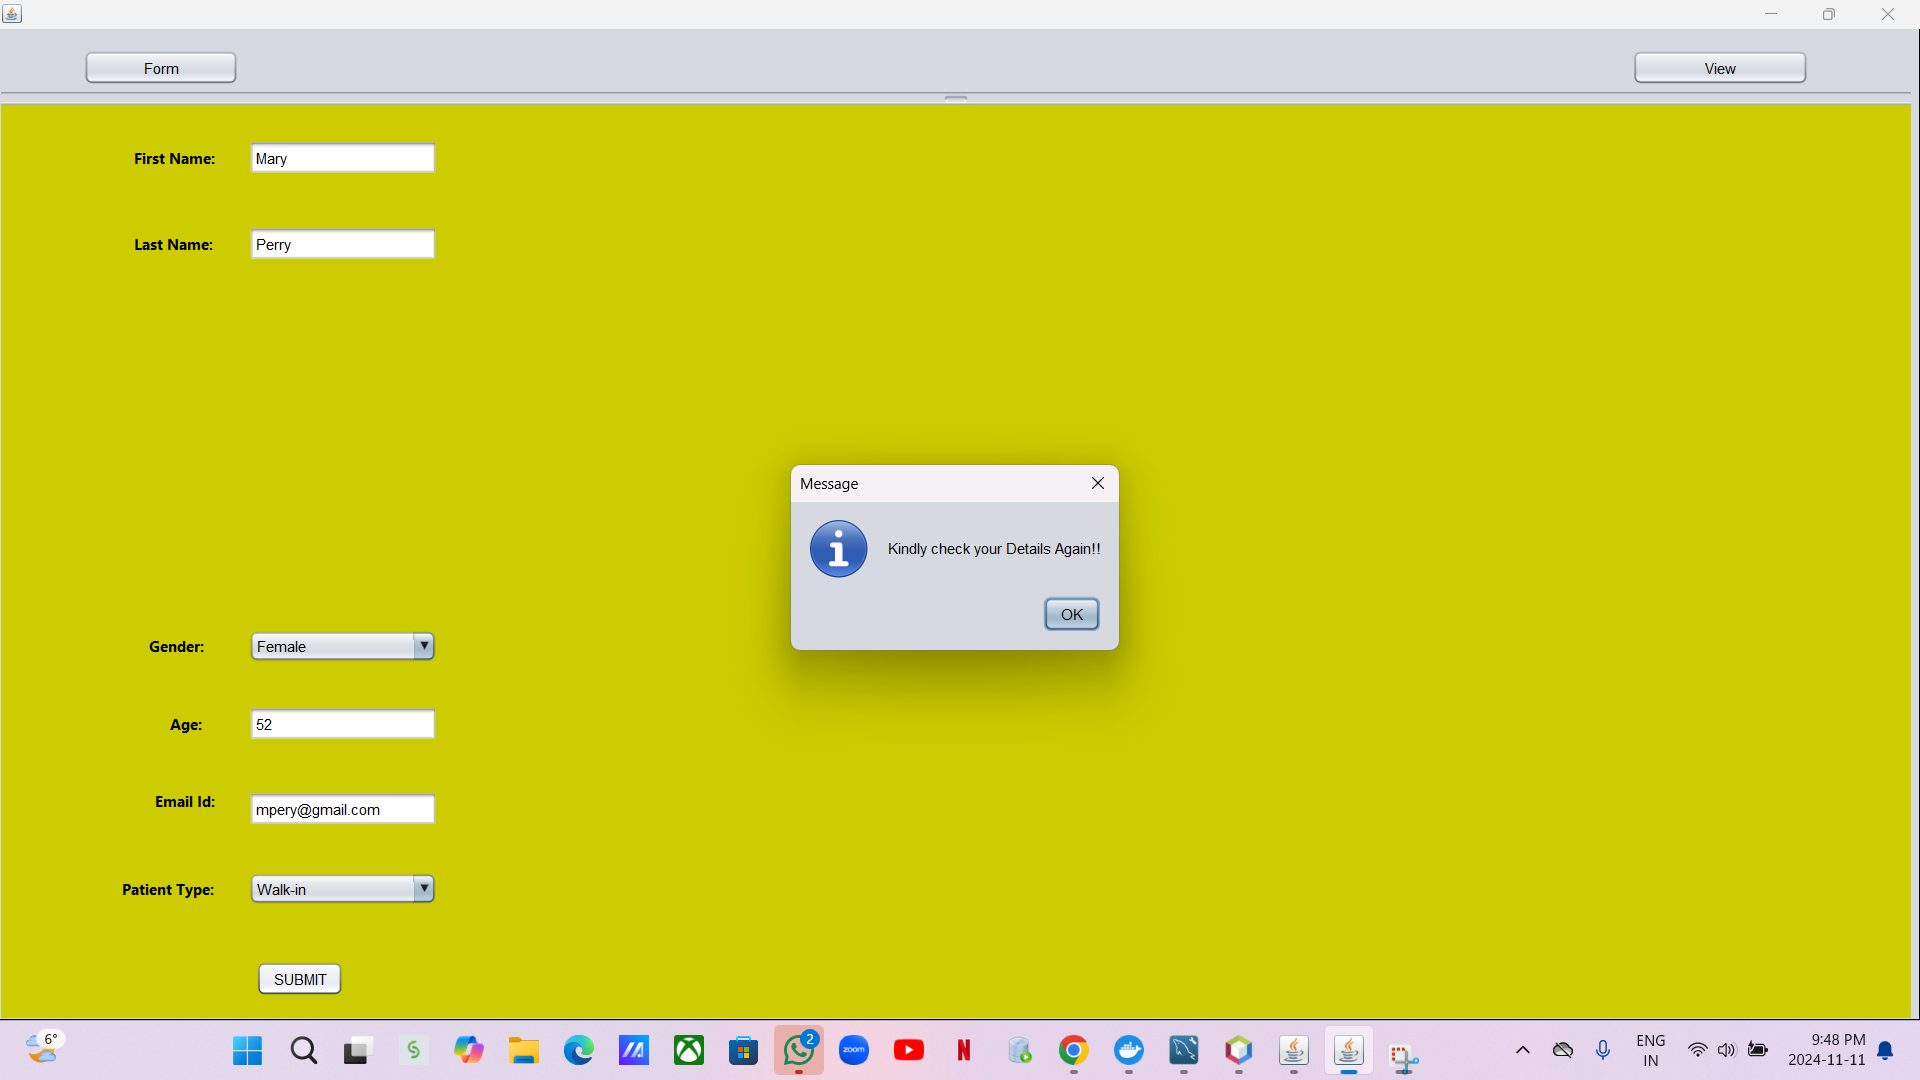 Form
View
First Name: Mary
Last Name: Perry
Message
Kindly check your Details Again!!
OK
Gender: Female
Age: 52
Email Id: mpery@gmail.com
Patient Type: Walk-in
SUBMIT
6°
2
zoom
ENG
IN
9:48 PM
2024-11-11